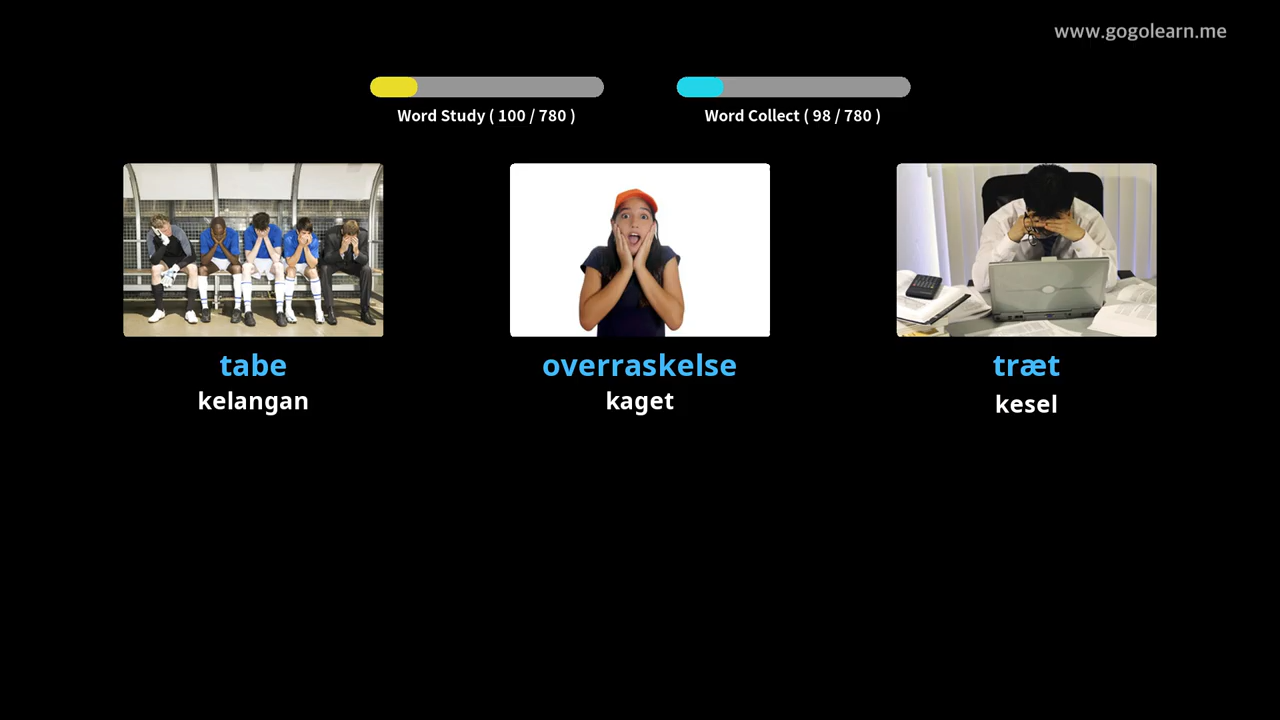 www.gogolearn.me
Word Study ( 100 / 780 )
Word Collect ( 98 / 780 )
tabe
kelangan
overraskelse
kaget
træt
kesel